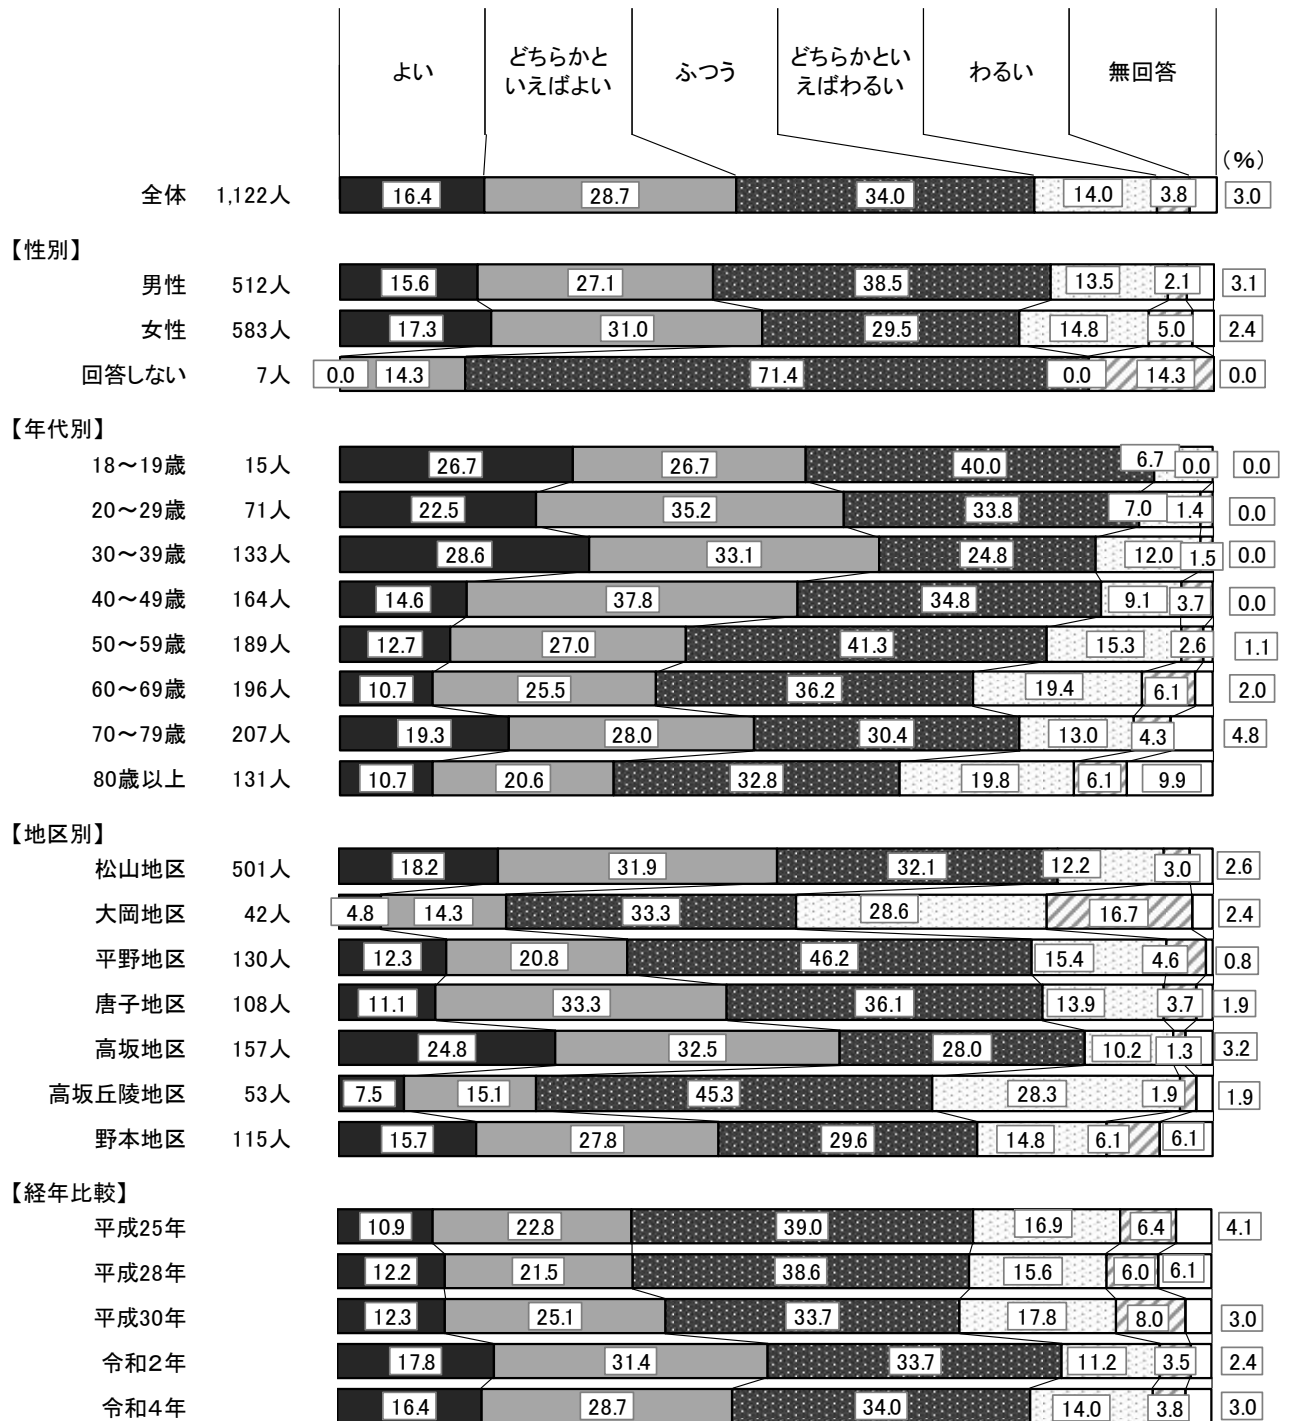 よい
どちらかと
いえばよい
ふつう
どちらかとい
えばわるい
わるい
無回答
(%)
全体 1,122人 16.4 28.7 34.0 14.0 3.8 3.0
【性別】
男性 512人 15.6 27.1 38.5 13.5 2.1 3.1
女性 583人 17.3 31.0 29.5 14.8 5.0 2.4
回答しない 7人 0.0 14.3 71.4 0.0 14.3 0.0
【年代別】
18～19歳 15人 26.7 26.7 40.0 6.7 0.0 0.0
20～29歳 71人 22.5 35.2 33.8 7.0 1.4 0.0
30～39歳 133人 28.6 33.1 24.8 12.0 1.5 0.0
40～49歳 164人 14.6 37.8 34.8 9.1 3.7 0.0
50～59歳 189人 12.7 27.0 41.3 15.3 2.6 1.1
60～69歳 196人 10.7 25.5 36.2 19.4 6.1 2.0
70～79歳 207人 19.3 28.0 30.4 13.0 4.3 4.8
80歳以上 131人 10.7 20.6 32.8 19.8 6.1 9.9
【地区別】
松山地区 501人 18.2 31.9 32.1 12.2 3.0 2.6
大岡地区 42人 4.8 14.3 33.3 28.6 16.7 2.4
平野地区 130人 12.3 20.8 46.2 15.4 4.6 0.8
唐子地区 108人 11.1 33.3 36.1 13.9 3.7 1.9
高坂地区 157人 24.8 32.5 28.0 10.2 1.3 3.2
高坂丘陵地区 53人 7.5 15.1 45.3 28.3 1.9 1.9
野本地区 115人 15.7 27.8 29.6 14.8 6.1 6.1
【経年比較】
平成25年 10.9 22.8 39.0 16.9 6.4 4.1
平成28年 12.2 21.5 38.6 15.6 6.0 6.1
平成30年 12.3 25.1 33.7 17.8 8.0 3.0
令和2年 17.8 31.4 33.7 11.2 3.5 2.4
令和4年 16.4 28.7 34.0 14.0 3.8 3.0